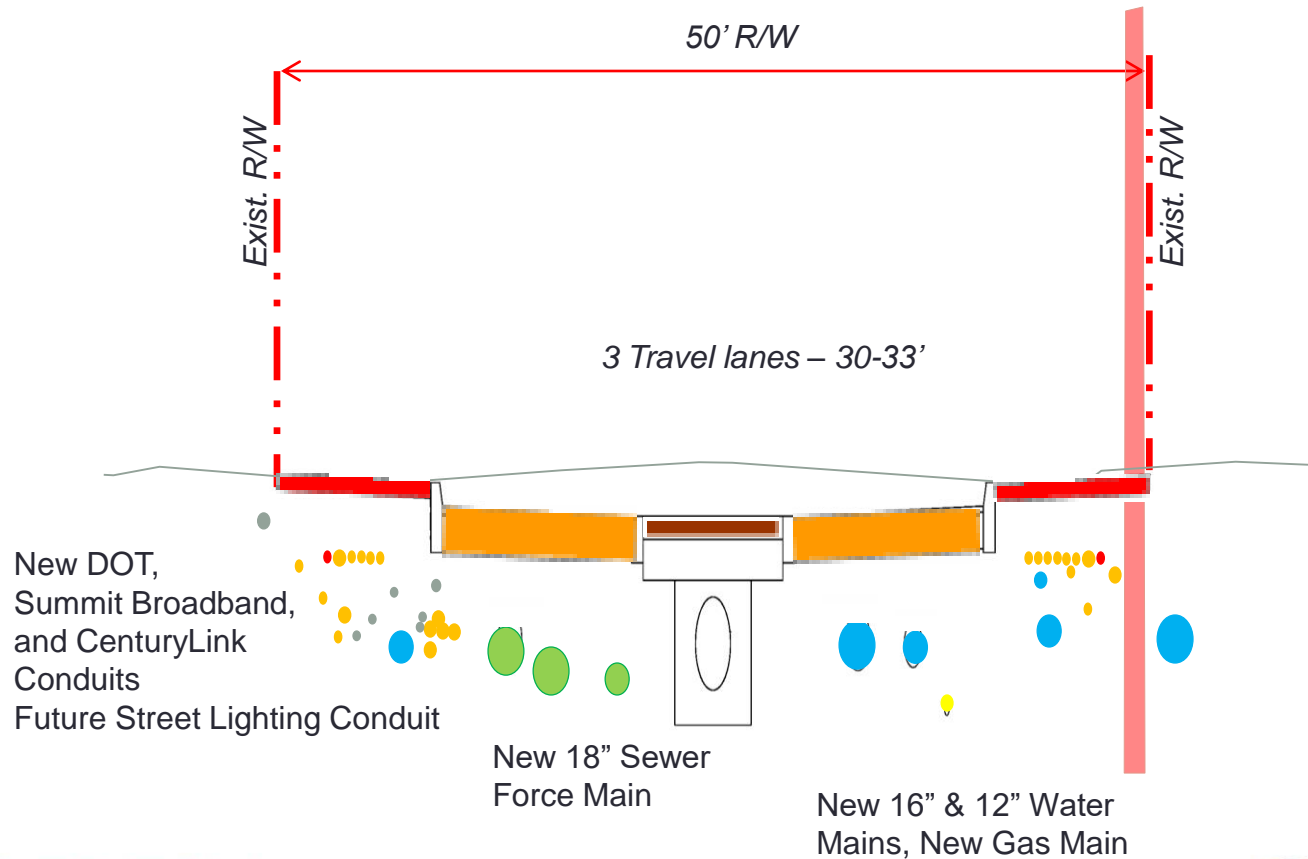 50’ R/W
Exist. R/W
Exist. R/W
3 Travel lanes – 30-33’
New DOT,
Summit Broadband,
and CenturyLink
Conduits
Future Street Lighting Conduit
New 18” Sewer
Force Main
New 16” & 12” Water
Mains, New Gas Main